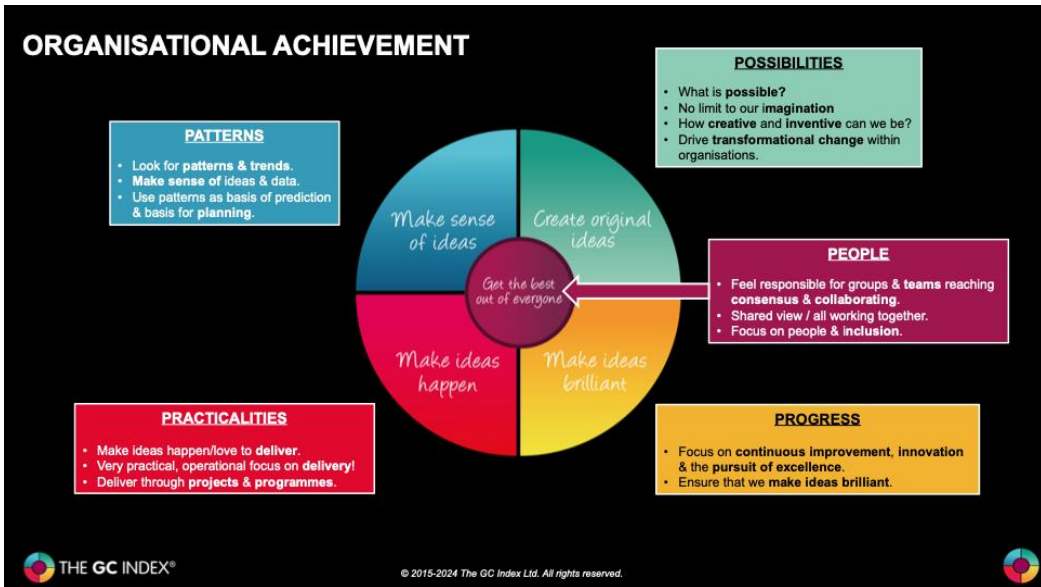 ORGANISATIONAL ACHIEVEMENT
POSSIBILITIES
• What is possible?
• No limit to our imagination
• How creative and inventive can we be?
• Drive transformational change within
organisations.
PATTERNS
• Look for patterns & trends.
• Make sense of ideas & data.
• Use patterns as basis of prediction
& basis for planning.
Make sense
of ideas
Create original
ideas
Get the best
out of everyone
PEOPLE
• Feel responsible for groups & teams reaching
consensus & collaborating.
• Shared view / all working together.
• Focus on people & inclusion.
Make ideas
happen
Make ideas
brilliant
PRACTICALITIES
• Make ideas happen/love to deliver.
• Very practical, operational focus on delivery!
• Deliver through projects & programmes.
PROGRESS
• Focus on continuous improvement, innovation
& the pursuit of excellence.
• Ensure that we make ideas brilliant.
THE GC INDEX®
© 2015-2024 The GC Index Ltd. All rights reserved.